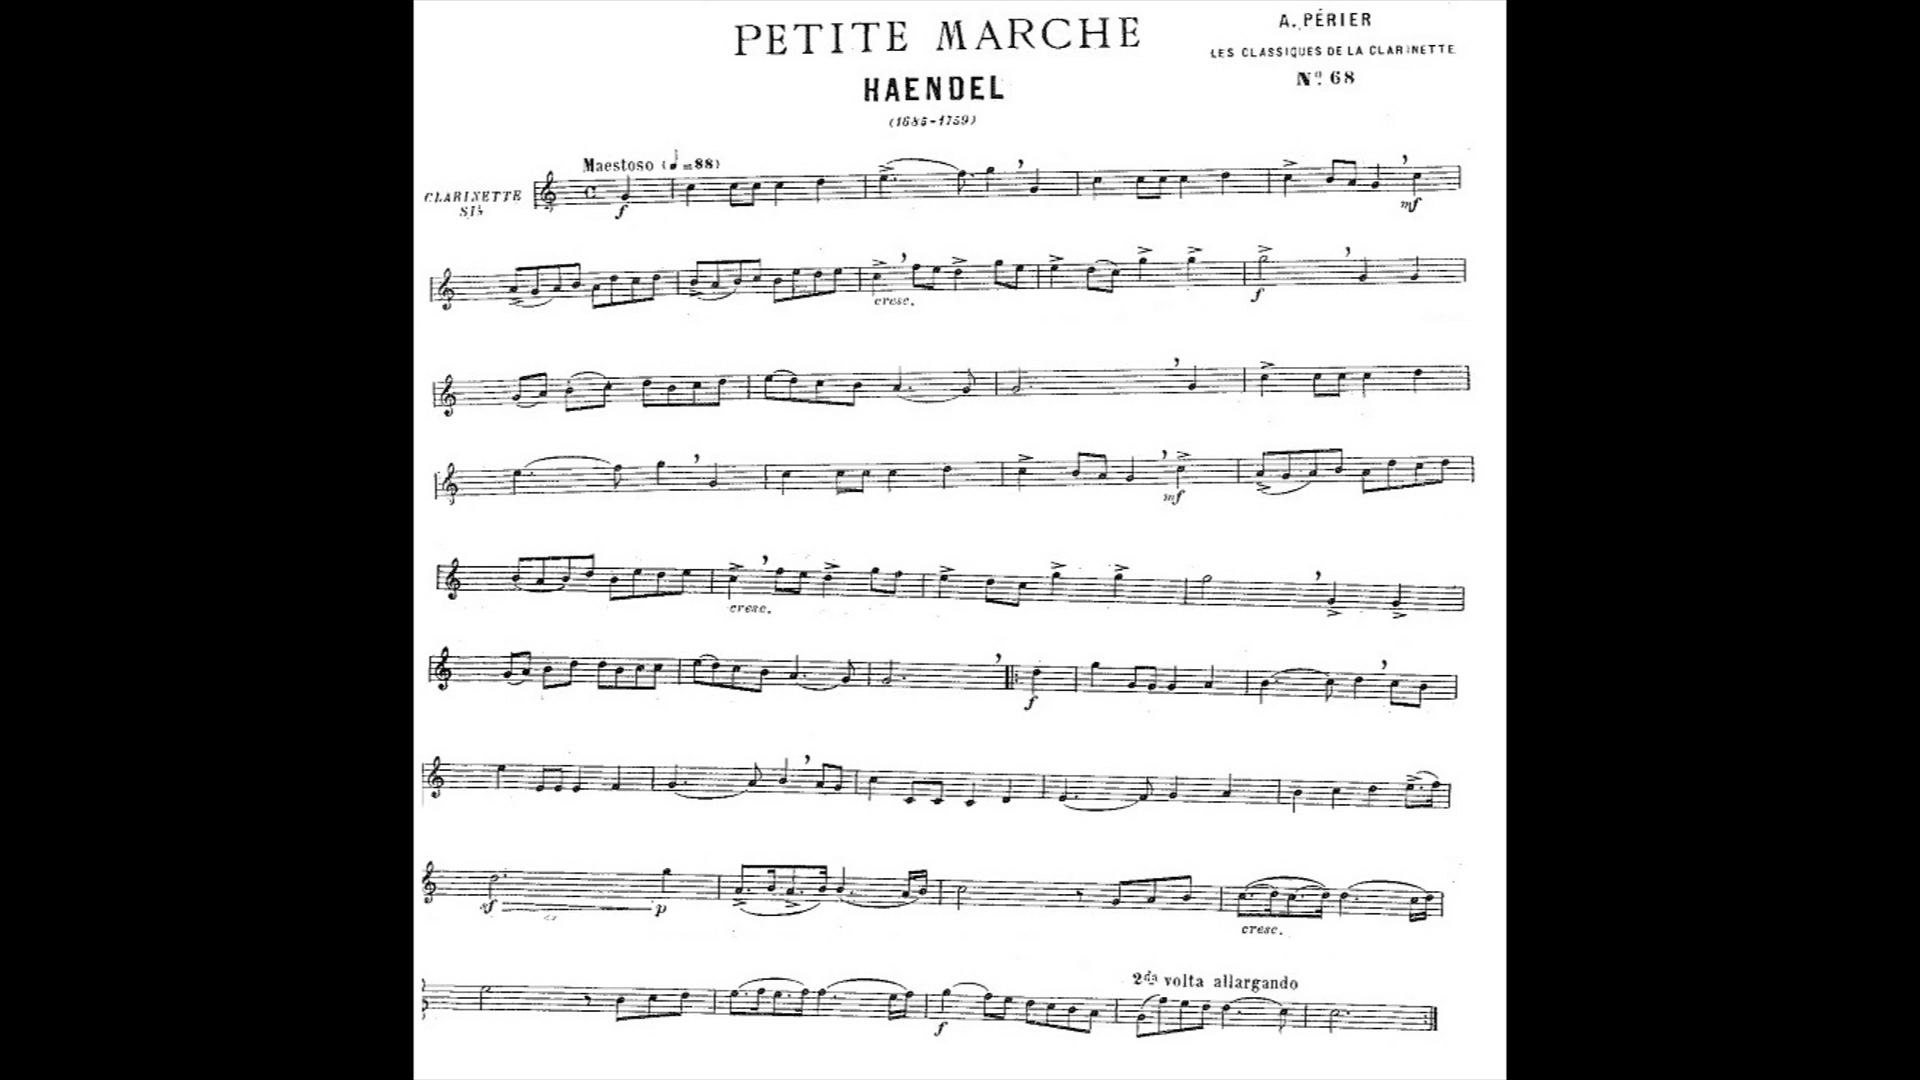 PETITE MARCHE
HAENDEL
(1685-1759)
A. PÉRIER
LES CLASSIQUES DE LA CLARINETTE
Nº 68
Maestoso (♩=88)
CLARINETTE
SI♭
f
mf
cresc.
f
mf
cresc.
f
sf
p
cresc.
2da volta allargando
f